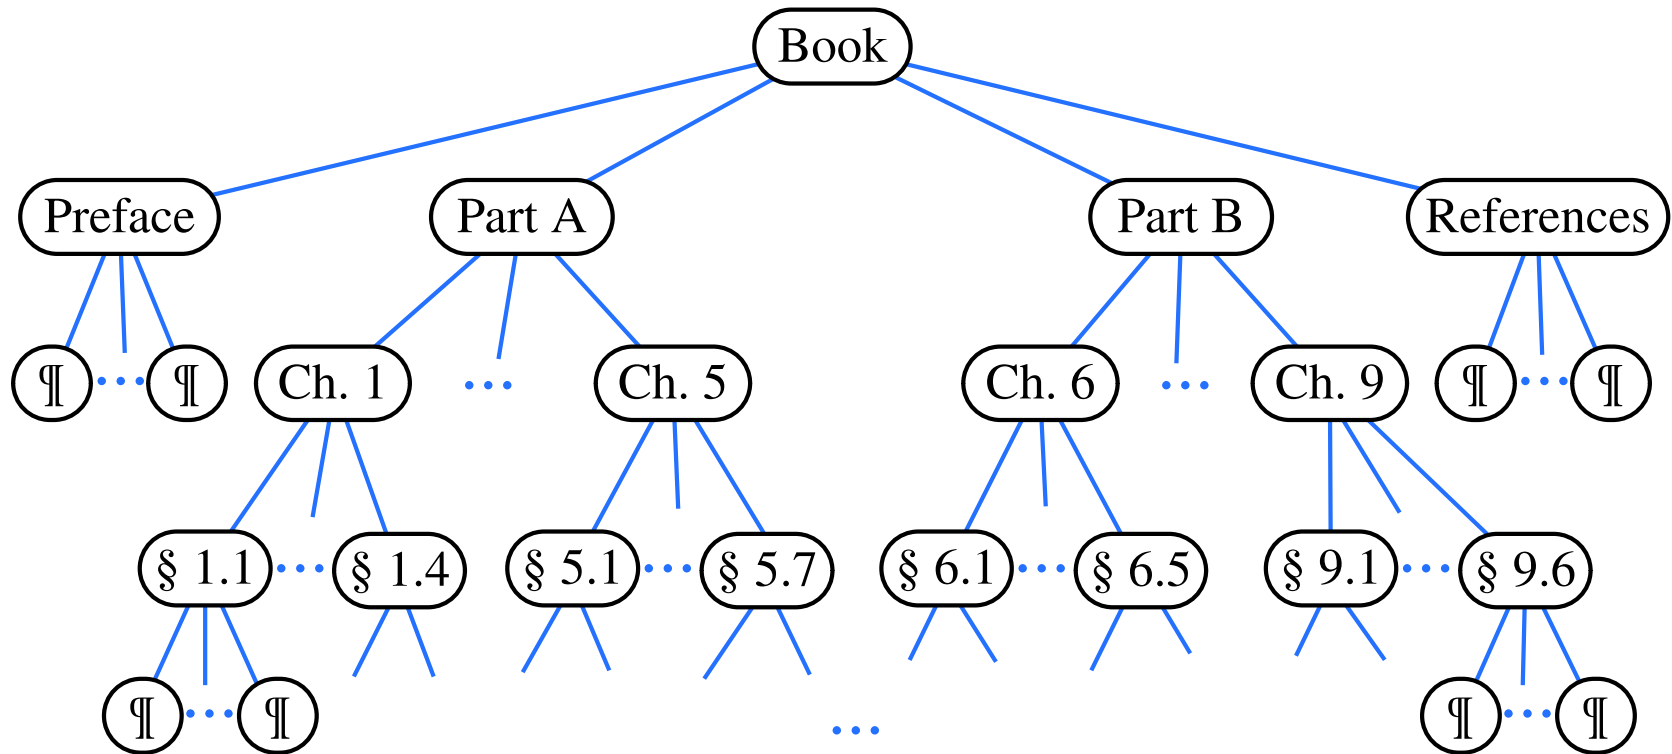 Book
Preface Part A Part B References
¶ ... ¶ Ch. 1 ... Ch. 5 Ch. 6 ... Ch. 9 ¶ ... ¶
§ 1.1 ... § 1.4 § 5.1 ... § 5.7 § 6.1 ... § 6.5 § 9.1 ... § 9.6
¶ ... ¶ ... ¶ ... ¶